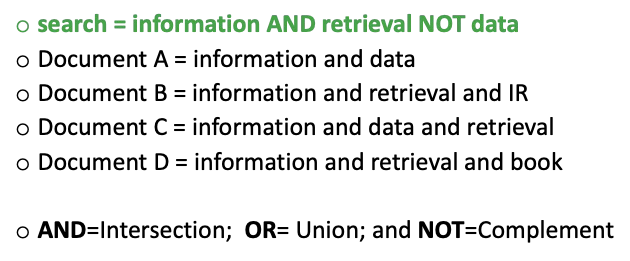 ○ search = information AND retrieval NOT data
○ Document A = information and data
○ Document B = information and retrieval and IR
○ Document C = information and data and retrieval
○ Document D = information and retrieval and book
○ AND=Intersection;  OR= Union; and NOT=Complement